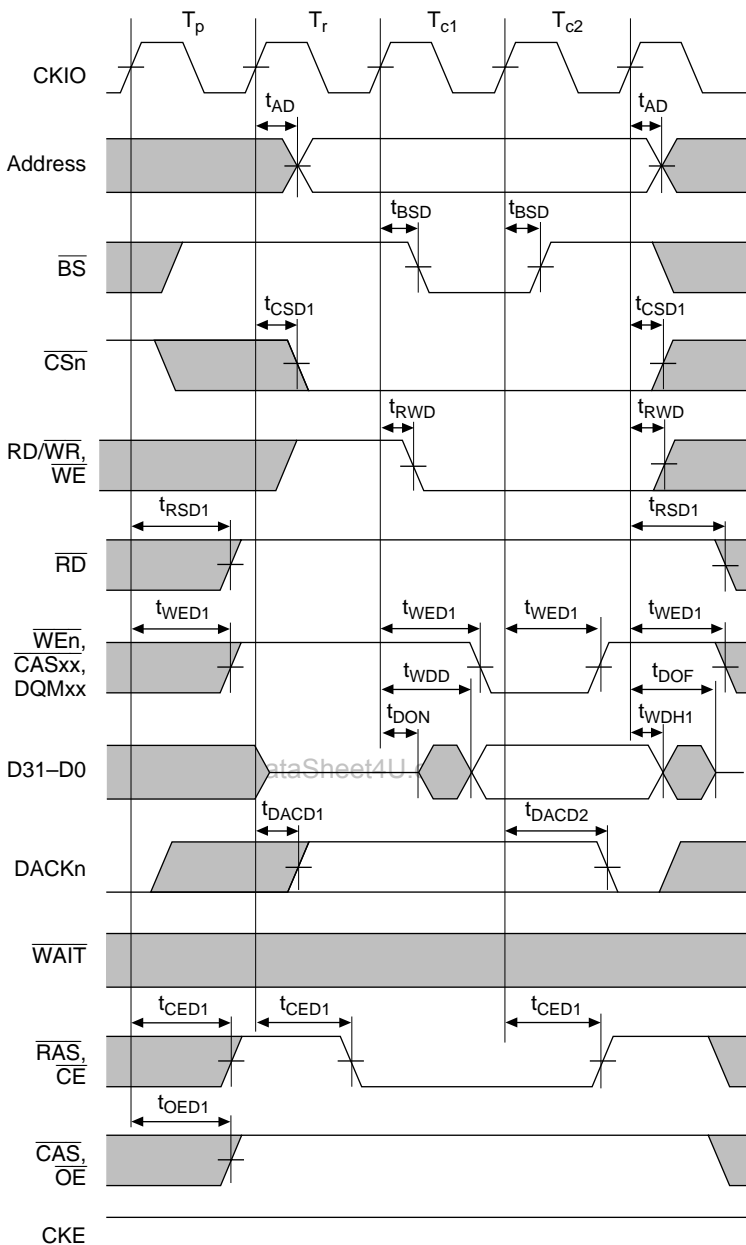 Tp Tr Tc1 Tc2
CKIO
tAD tAD
Address
tBSD tBSD
BS
tCSD1 tCSD1
CSn
tRWD tRWD
RD/WR,
WE
tRSD1 tRSD1
RD
tWED1 tWED1 tWED1 tWED1
WEn,
CASxx,
DQMxx
tWDD tDOF
tDON tWDH1
D31–D0
ataSheet4U.
tDACD1 tDACD2
DACKn
WAIT
tCED1 tCED1 tCED1
RAS,
CE
tOED1
CAS,
OE
CKE